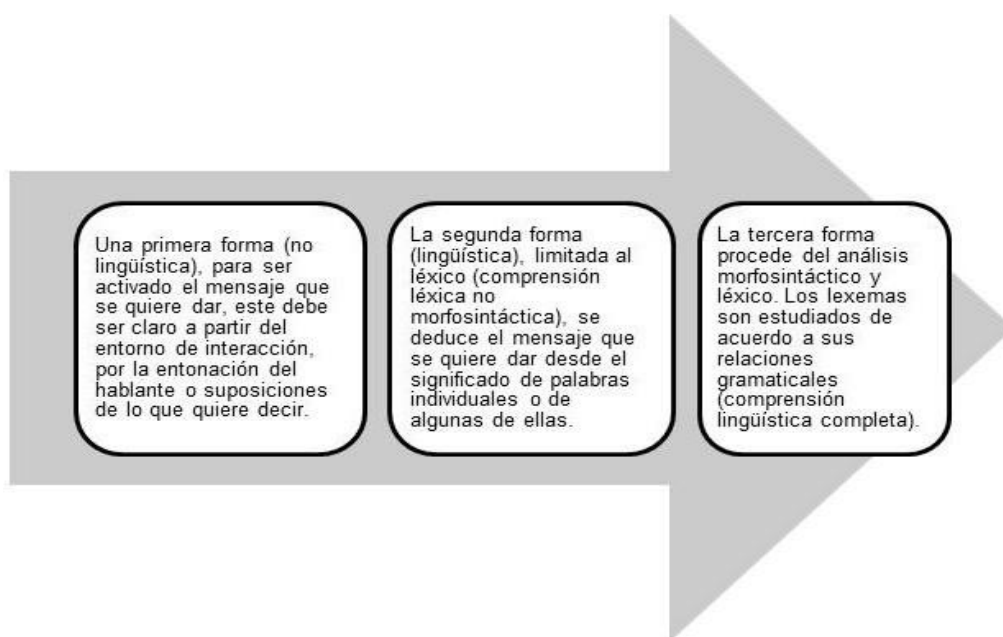 Una primera forma (no
lingüística), para ser
activado el mensaje que
se quiere dar, este debe
ser claro a partir del
entorno de interacción,
por la entonación del
hablante o suposiciones
de lo que quiere decir.
La segunda forma
(lingüística), limitada al
léxico (comprensión
léxica no
morfosintáctica), se
deduce el mensaje que
se quiere dar desde el
significado de palabras
individuales o de
algunas de ellas.
La tercera forma
procede del análisis
morfosintáctico y
léxico. Los lexemas
son estudiados de
acuerdo a sus
relaciones
gramaticales
(comprensión
lingüística completa).